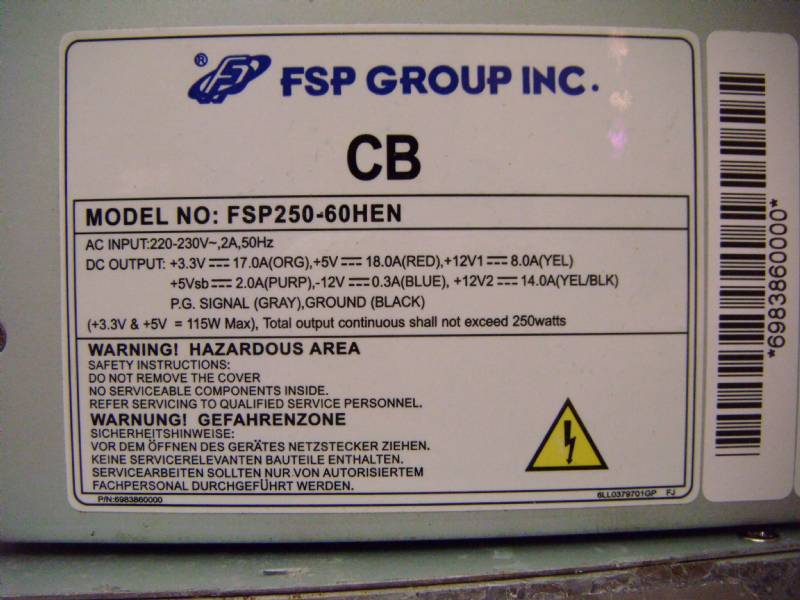 ® FSP GROUP INC.
CB
MODEL NO: FSP250-60HEN
AC INPUT:220-230V~,2A,50Hz
DC OUTPUT: +3.3V ⎓ 17.0A(ORG),+5V ⎓ 18.0A(RED),+12V1 ⎓ 8.0A(YEL)
+5Vsb ⎓ 2.0A(PURP),-12V ⎓ 0.3A(BLUE), +12V2 ⎓ 14.0A(YEL/BLK)
P.G. SIGNAL (GRAY),GROUND (BLACK)
(+3.3V & +5V = 115W Max), Total output continuous shall not exceed 250watts
WARNING! HAZARDOUS AREA
SAFETY INSTRUCTIONS:
DO NOT REMOVE THE COVER
NO SERVICEABLE COMPONENTS INSIDE.
REFER SERVICING TO QUALIFIED SERVICE PERSONNEL.
WARNUNG! GEFAHRENZONE
SICHERHEITSHINWEISE:
VOR DEM ÖFFNEN DES GERÄTES NETZSTECKER ZIEHEN.
KEINE SERVICERELEVANTEN BAUTEILE ENTHALTEN.
SERVICEARBEITEN SOLLTEN NUR VON AUTORISIERTEM
FACHPERSONAL DURCHGEFÜHRT WERDEN.
P/N:6983860000
6LL0379701GP FJ
*6983860000*